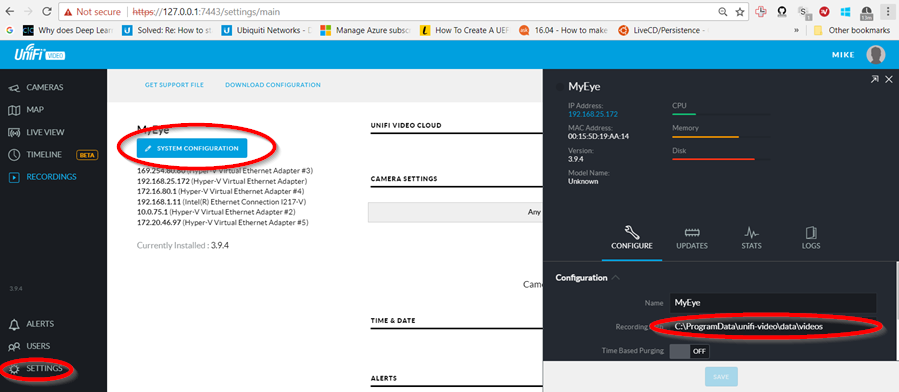 Not secure https://127.0.0.1:7443/settings/main
Apps Why does Deep Lear Solved: Re: How to st Ubiquiti Networks - D Manage Azure subsc How To Create A UEF 16.04 - How to make LiveCD/Persistence - » Other bookmarks
UniFi VIDEO
MIKE
CAMERAS
MAP
LIVE VIEW
TIMELINE BETA
RECORDINGS
3.9.4
ALERTS
USERS
SETTINGS
GET SUPPORT FILE DOWNLOAD CONFIGURATION
MyEye
SYSTEM CONFIGURATION
169.254.80.80 (Hyper-V Virtual Ethernet Adapter #3)
192.168.25.172 (Hyper-V Virtual Ethernet Adapter)
172.16.80.1 (Hyper-V Virtual Ethernet Adapter #4)
192.168.1.11 (Intel(R) Ethernet Connection I217-V)
10.0.75.1 (Hyper-V Virtual Ethernet Adapter #2)
172.20.46.97 (Hyper-V Virtual Ethernet Adapter #5)
Currently Installed : 3.9.4
UNIFI VIDEO CLOUD
CAMERA SETTINGS
Any
Came
TIME & DATE
ALERTS
MyEye
IP Address:
192.168.25.172
MAC Address:
00:15:5D:19:AA:14
Version:
3.9.4
Model Name:
Unknown
CPU
Memory
Disk
CONFIGURE UPDATES STATS LOGS
Configuration
Name MyEye
Recording C:\ProgramData\unifi-video\data\videos
Time Based Purging OFF
SAVE